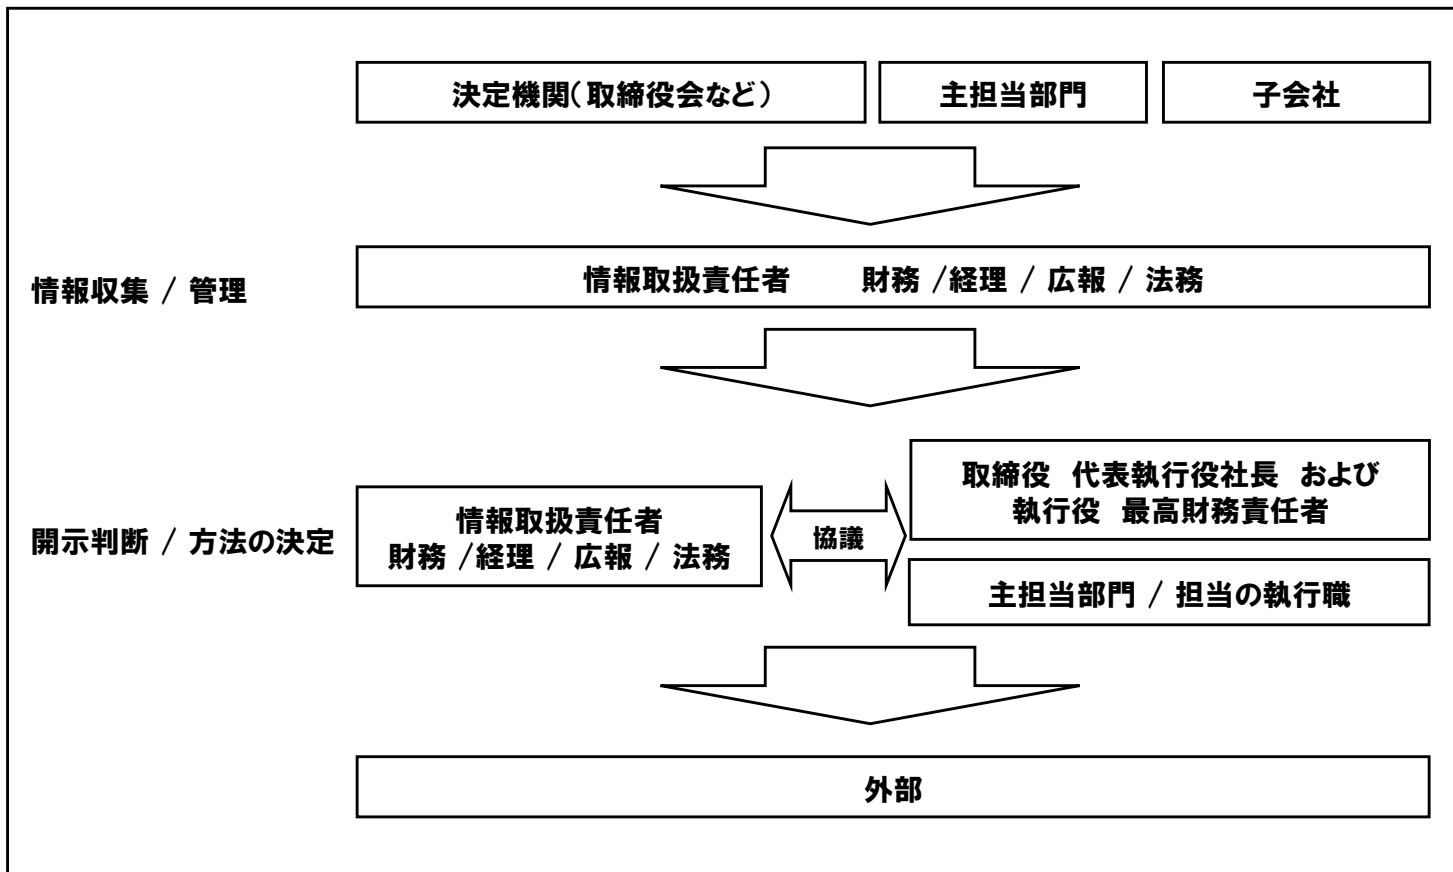 決定機関（取締役会など）
主担当部門
子会社
情報収集 / 管理
情報取扱責任者　　財務 /経理 / 広報 / 法務
開示判断 / 方法の決定
情報取扱責任者
財務 /経理 / 広報 / 法務
協議
取締役　代表執行役社長　および
執行役　最高財務責任者
主担当部門 / 担当の執行職
外部